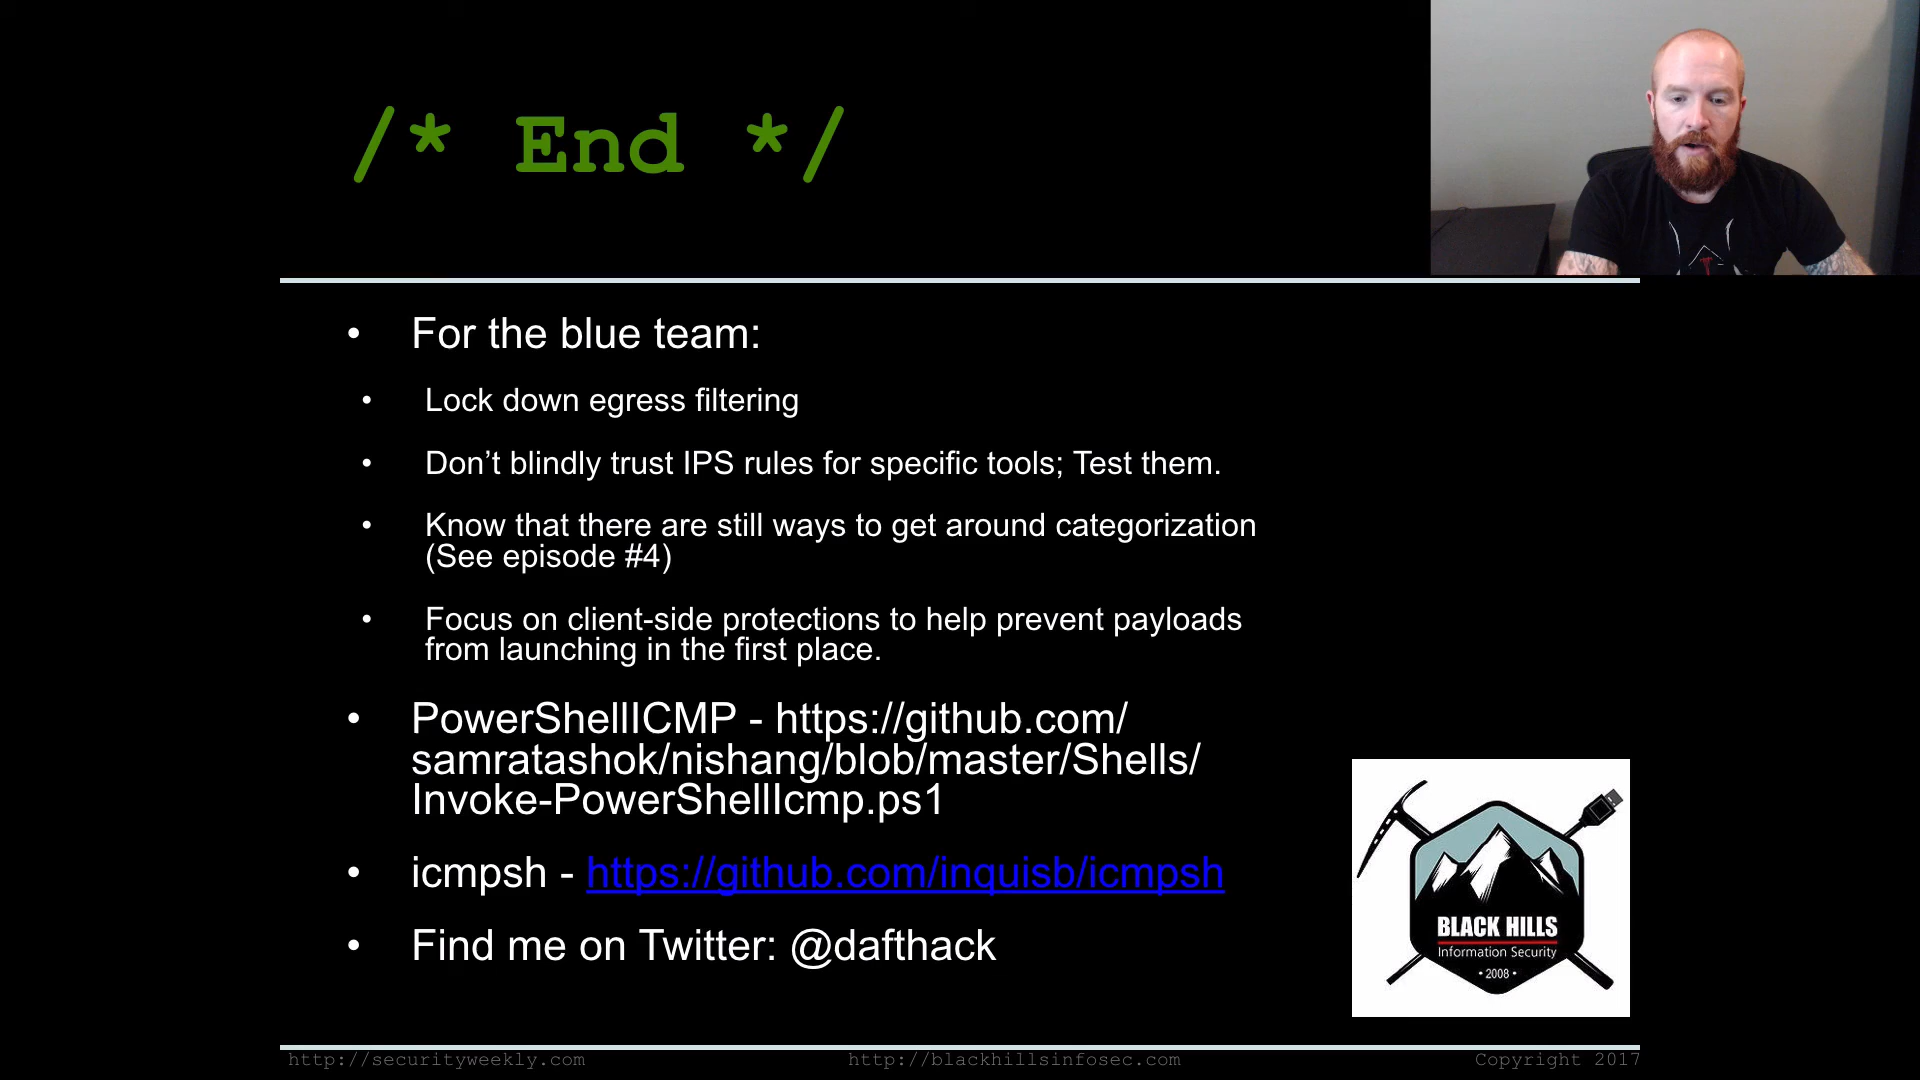 /* End */
• For the blue team:
• Lock down egress filtering
• Don’t blindly trust IPS rules for specific tools; Test them.
• Know that there are still ways to get around categorization
(See episode #4)
• Focus on client-side protections to help prevent payloads
from launching in the first place.
• PowerShellICMP - https://github.com/
samratashok/nishang/blob/master/Shells/
Invoke-PowerShellIcmp.ps1
• icmpsh - https://github.com/inquisb/icmpsh
• Find me on Twitter: @dafthack
BLACK HILLS
Information Security
• 2008 •
http://securityweekly.com
http://blackhillsinfosec.com
Copyright 2017